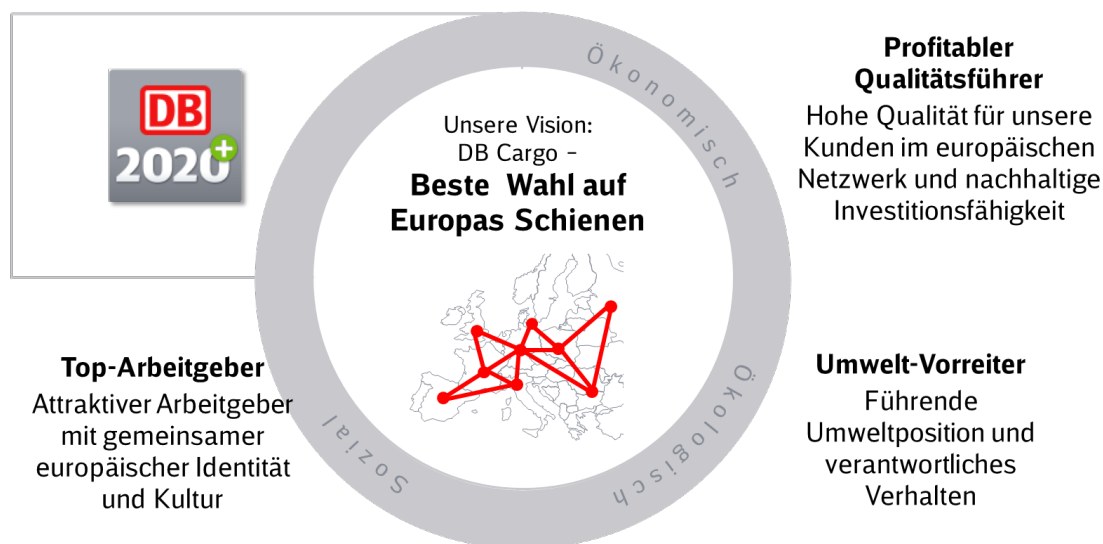 DB
2020+
Ökonomisch
Unsere Vision:
DB Cargo –
Beste Wahl auf
Europas Schienen
Profitabler
Qualitätsführer
Hohe Qualität für unsere
Kunden im europäischen
Netzwerk und nachhaltige
Investitionsfähigkeit
Top-Arbeitgeber
Attraktiver Arbeitgeber
mit gemeinsamer
europäischer Identität
und Kultur
Sozial
Ökologisch
Umwelt-Vorreiter
Führende
Umweltposition und
verantwortliches
Verhalten